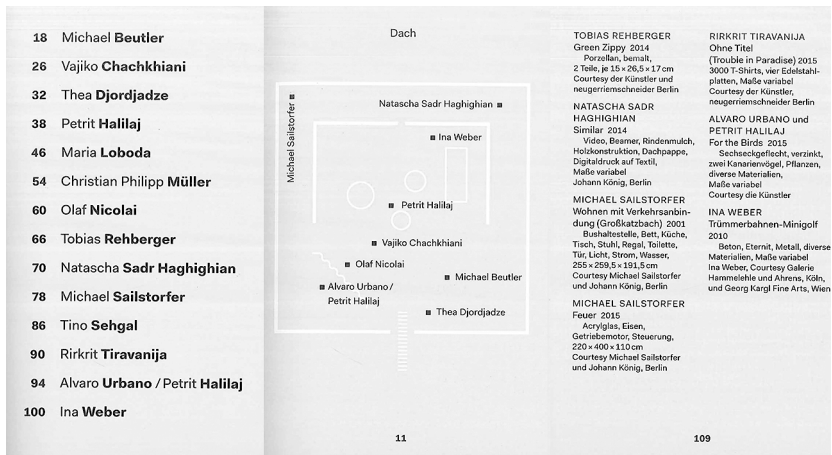 18 Michael Beutler
26 Vajiko Chachkhiani
32 Thea Djordjadze
38 Petrit Halilaj
46 Maria Loboda
54 Christian Philipp Müller
60 Olaf Nicolai
66 Tobias Rehberger
70 Natascha Sadr Haghighian
78 Michael Sailstorfer
86 Tino Sehgal
90 Rirkrit Tiravanija
94 Alvaro Urbano / Petrit Halilaj
100 Ina Weber
Dach
Michael Sailstorfer
Natascha Sadr Haghighian
Ina Weber
Petrit Halilaj
Vajiko Chachkhiani
Olaf Nicolai
Michael Beutler
Alvaro Urbano /
Petrit Halilaj
Thea Djordjadze
11
TOBIAS REHBERGER
Green Zippy 2014
Porzellan, bemalt,
2 Teile, je 15 × 26,5 × 17 cm
Courtesy der Künstler und
neugerriemschneider Berlin
NATASCHA SADR
HAGHIGHIAN
Similar 2014
Video, Beamer, Rindenmulch,
Holzkonstruktion, Dachpappe,
Digitaldruck auf Textil,
Maße variabel
Johann König, Berlin
MICHAEL SAILSTORFER
Wohnen mit Verkehrsanbin-
dung (Großkatzbach) 2001
Bushaltestelle, Bett, Küche,
Tisch, Stuhl, Regal, Toilette,
Tür, Licht, Strom, Wasser,
255 × 259,5 × 191,5 cm
Courtesy Michael Sailstorfer
und Johann König, Berlin
MICHAEL SAILSTORFER
Feuer 2015
Acrylglas, Eisen,
Getriebemotor, Steuerung,
220 × 400 × 110 cm
Courtesy Michael Sailstorfer
und Johann König, Berlin
RIRKRIT TIRAVANIJA
Ohne Titel
(Trouble in Paradise) 2015
3000 T-Shirts, vier Edelstahl-
platten, Maße variabel
Courtesy der Künstler,
neugerriemschneider Berlin
ALVARO URBANO und
PETRIT HALILAJ
For the Birds 2015
Sechseckgeflecht, verzinkt,
zwei Kanarienvögel, Pflanzen,
diverse Materialien,
Maße variabel
Courtesy die Künstler
INA WEBER
Trümmerbahnen-Minigolf
2010
Beton, Eternit, Metall, diverse
Materialien, Maße variabel
Ina Weber, Courtesy Galerie
Hammelehle und Ahrens, Köln,
und Georg Kargl Fine Arts, Wien
109